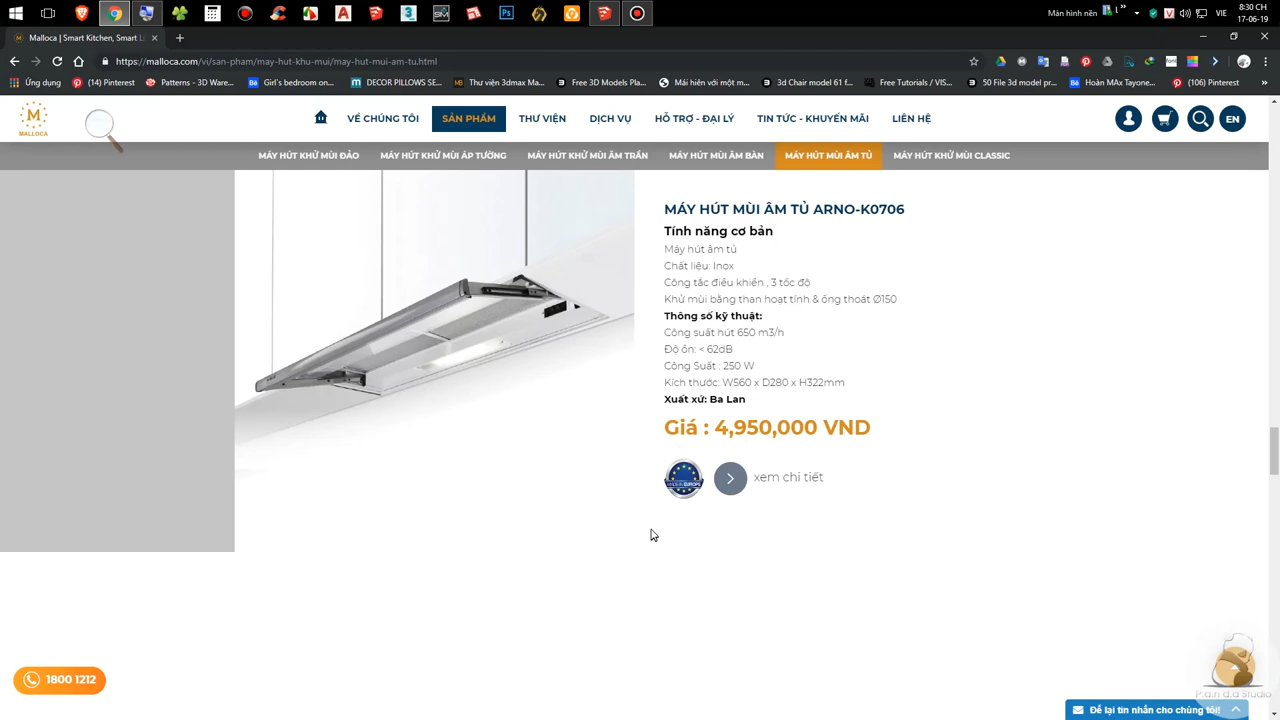 Màn hình nền
VIE
8:30 CH
17-06-19
Malloca | Smart Kitchen, Smart Li
https://malloca.com/vi/san-pham/may-hut-khu-mui/may-hut-mui-am-tu.html
Ứng dụng
(14) Pinterest
Patterns - 3D Ware...
Girl's bedroom on...
DECOR PILLOWS SE...
Thư viện 3dmax Ma...
Free 3D Models Pla...
Mái hiên với một m...
3d Chair model 61 f...
Free Tutorials / VIS...
50 File 3d model pr...
Hoàn MAx Tayone...
(106) Pinterest
M
MALLOCA
VỀ CHÚNG TÔI
SẢN PHẨM
THƯ VIỆN
DỊCH VỤ
HỖ TRỢ - ĐẠI LÝ
TIN TỨC - KHUYẾN MÃI
LIÊN HỆ
EN
MÁY HÚT KHỬ MÙI ĐẢO
MÁY HÚT KHỬ MÙI ÁP TƯỜNG
MÁY HÚT KHỬ MÙI ÂM TRẦN
MÁY HÚT MÙI ÂM BÀN
MÁY HÚT MÙI ÂM TỦ
MÁY HÚT KHỬ MÙI CLASSIC
MÁY HÚT MÙI ÂM TỦ ARNO-K0706
Tính năng cơ bản
Máy hút âm tủ
Chất liệu: Inox
Công tắc điều khiển , 3 tốc độ
Khử mùi bằng than hoạt tính & ống thoát Ø150
Thông số kỹ thuật:
Công suất hút 650 m3/h
Độ ồn: < 62dB
Công Suất : 250 W
Kích thước: W560 x D280 x H322mm
Xuất xứ: Ba Lan
Giá : 4,950,000 VND
MADE IN EUROPE
xem chi tiết
1800 1212
P.a.n.d.a Studio
Để lại tin nhắn cho chúng tôi!